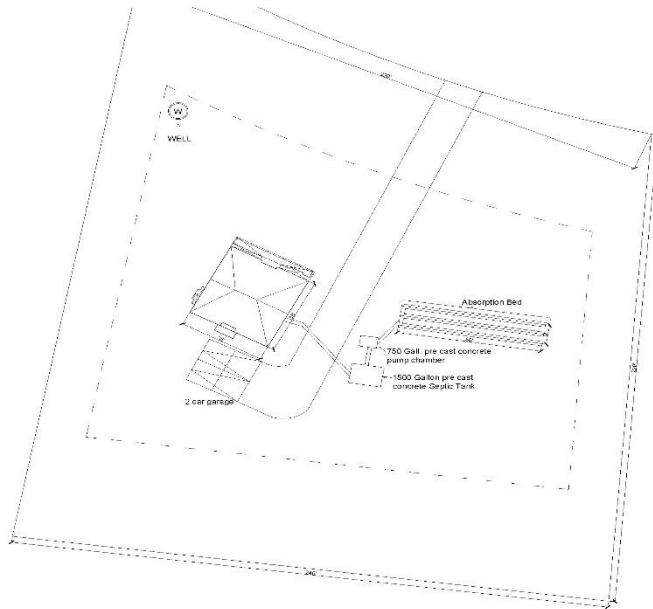 W
WELL
Absorption Bed
750 Gall. pre cast concrete
pump chamber
1500 Gallon pre cast
concrete Septic Tank
2 car garage
246'